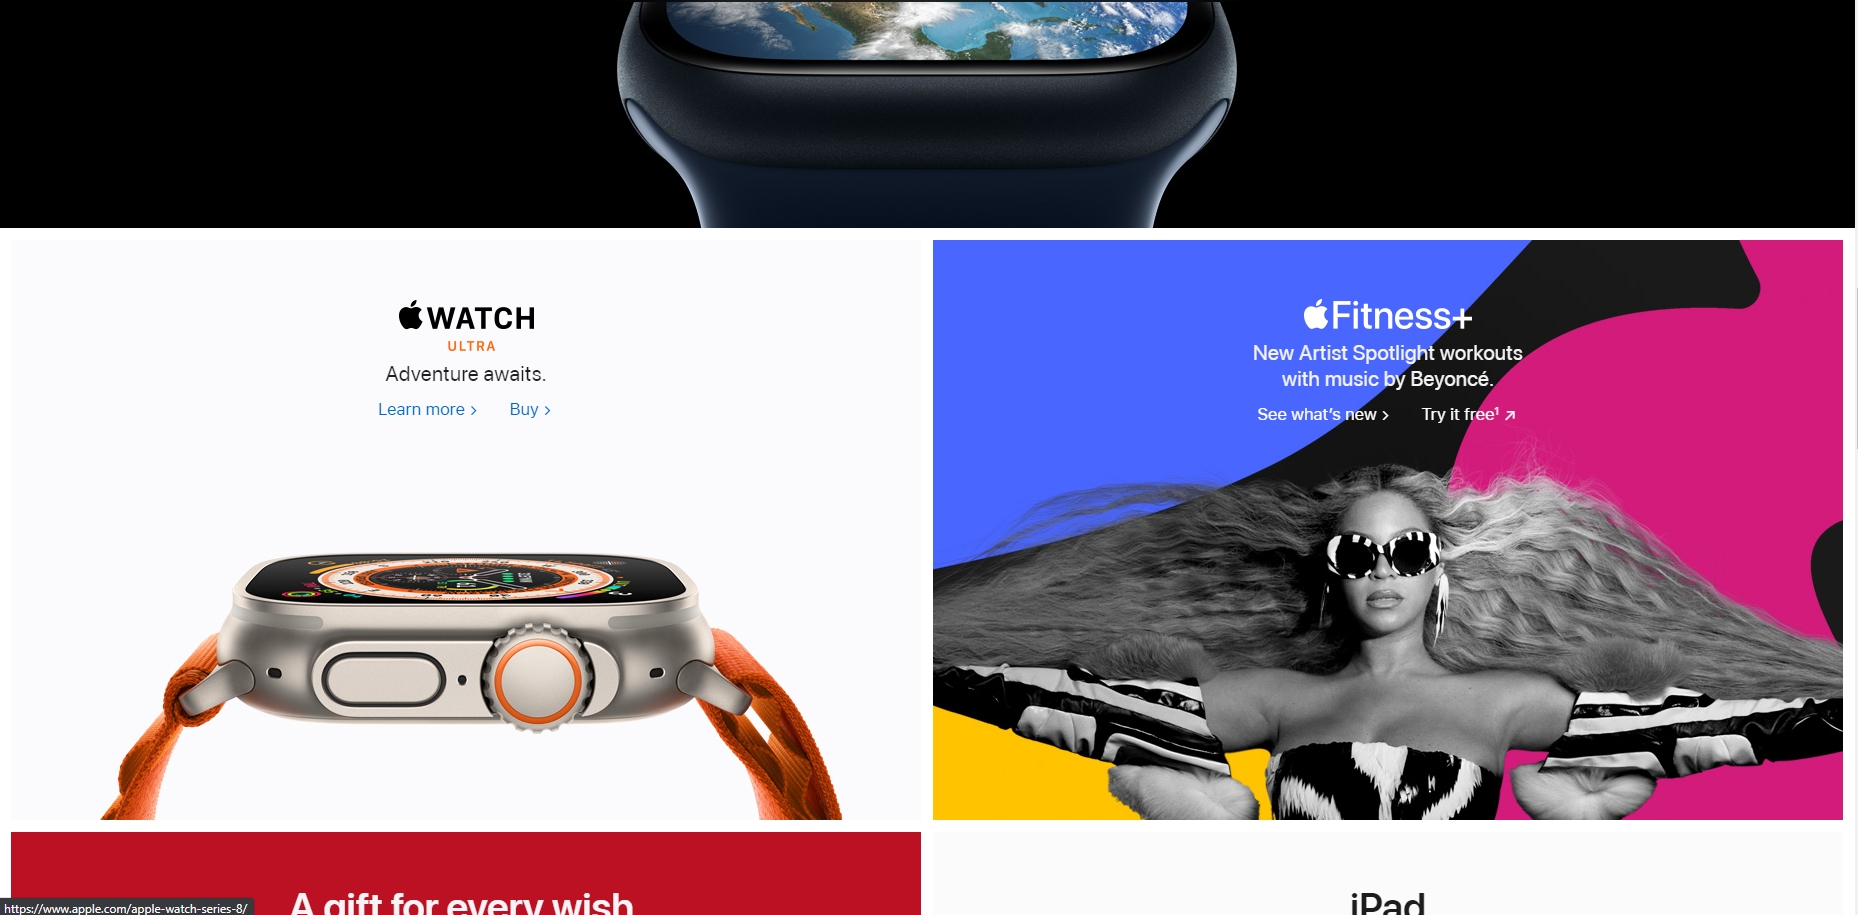 WATCH
ULTRA
Adventure awaits.
Learn more >
Buy >
Fitness+
New Artist Spotlight workouts
with music by Beyoncé.
See what's new >
Try it free¹ ↗
A gift for every wish
iPad
https://www.apple.com/apple-watch-series-8/